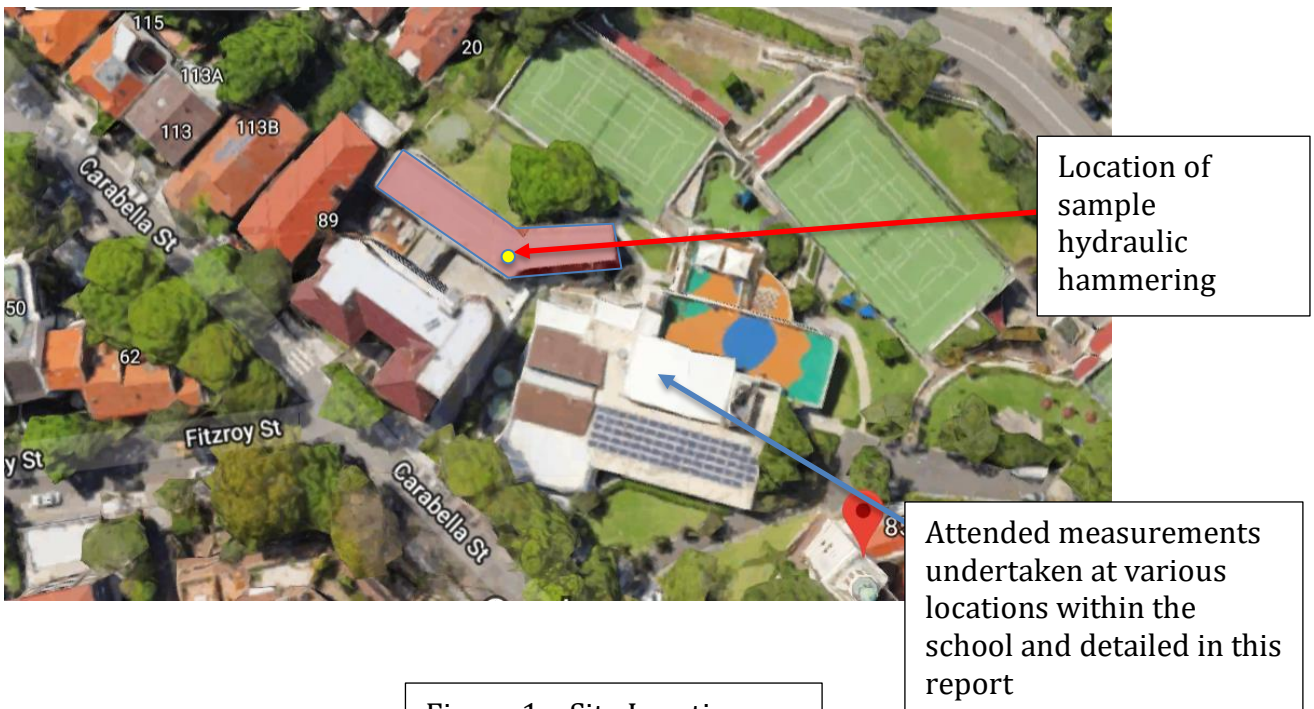 115
20
113A
113
113B
Carabella St
89
50
62
Fitzroy St
y St
Carabella St
Location of
sample
hydraulic
hammering
Attended measurements
undertaken at various
locations within the
school and detailed in this
report